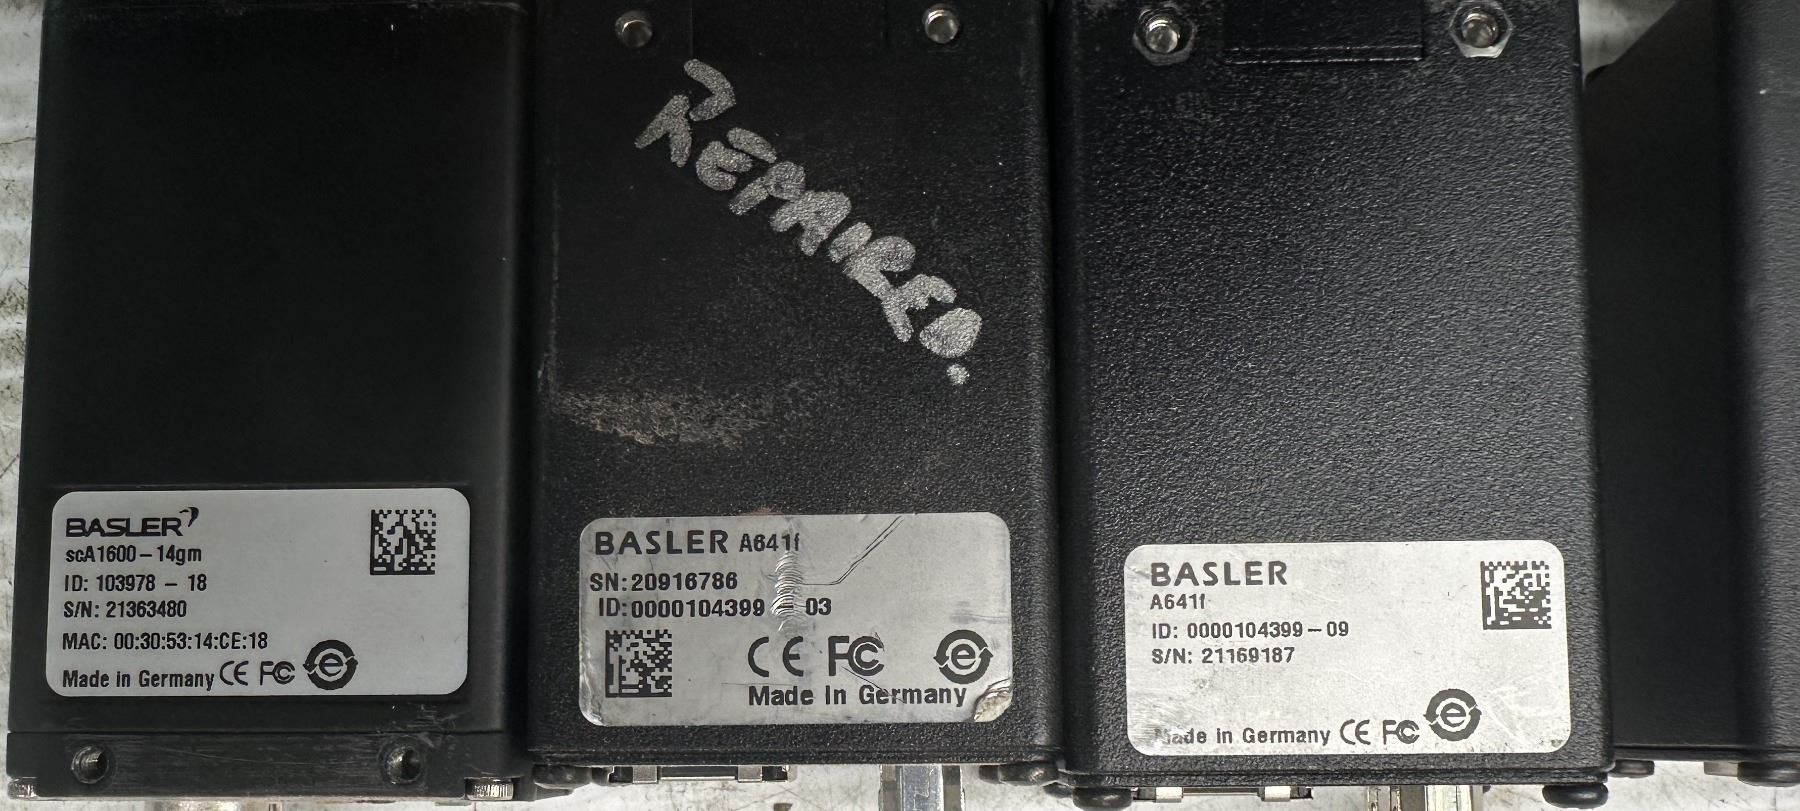 BASLER
scA1600-14gm
ID: 103978 - 18
S/N: 21363480
MAC: 00:30:53:14:CE:18
Made in Germany CE FC e
REPAIRED.
BASLER A641f
SN:20916786
ID:0000104399 - 03
CE FC e
Made in Germany
BASLER
A641f
ID: 0000104399-09
S/N: 21169187
Made in Germany CE FC e